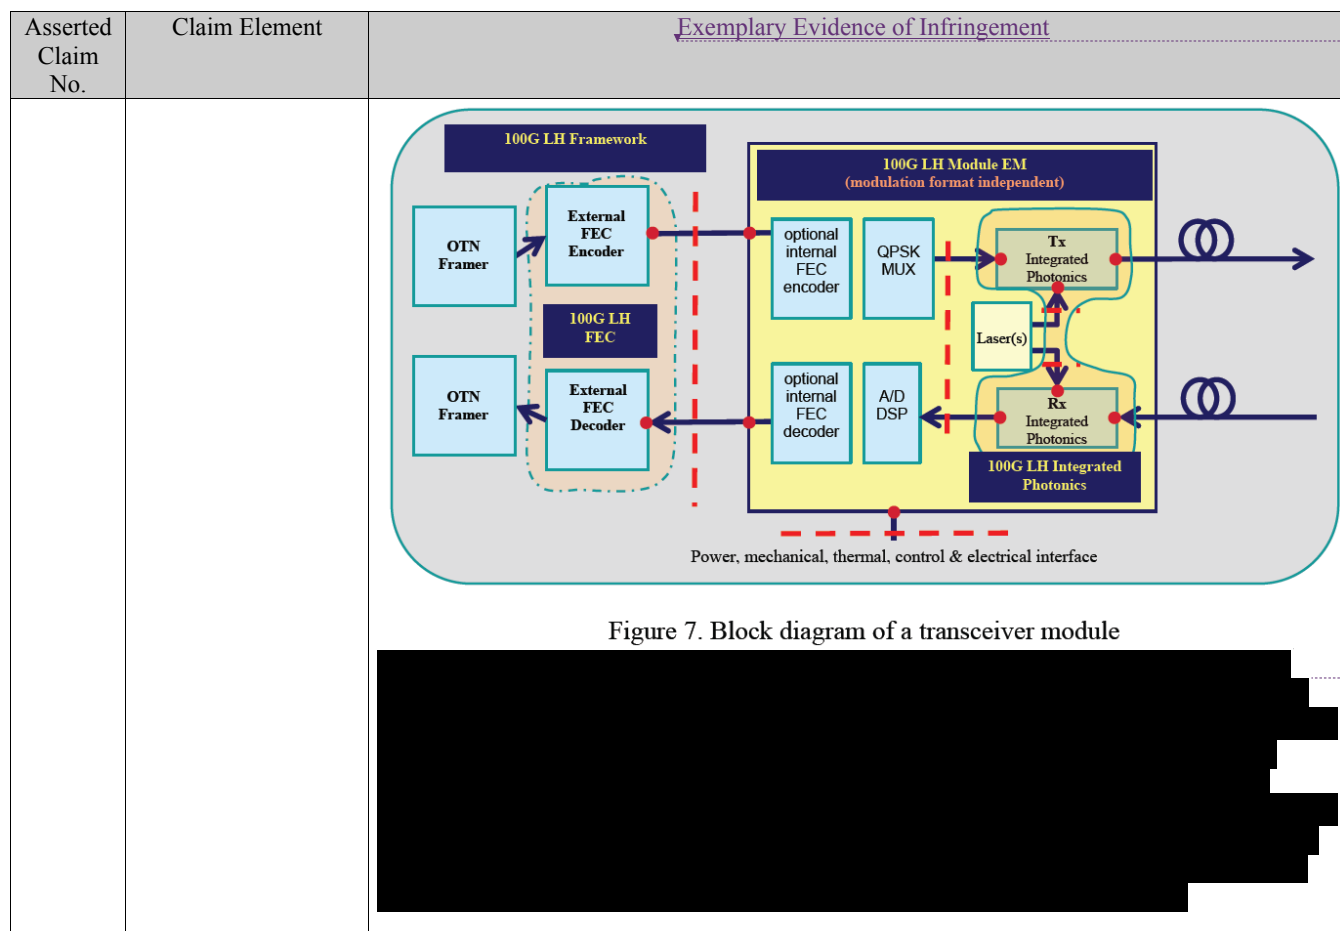 Asserted
Claim
No.
Claim Element
Exemplary Evidence of Infringement
100G LH Framework
100G LH Module EM
(modulation format independent)
OTN
Framer
External
FEC
Encoder
optional
internal
FEC
encoder
QPSK
MUX
Tx
Integrated
Photonics
100G LH
FEC
Laser(s)
OTN
Framer
External
FEC
Decoder
optional
internal
FEC
decoder
A/D
DSP
Rx
Integrated
Photonics
100G LH Integrated
Photonics
Power, mechanical, thermal, control & electrical interface
Figure 7. Block diagram of a transceiver module